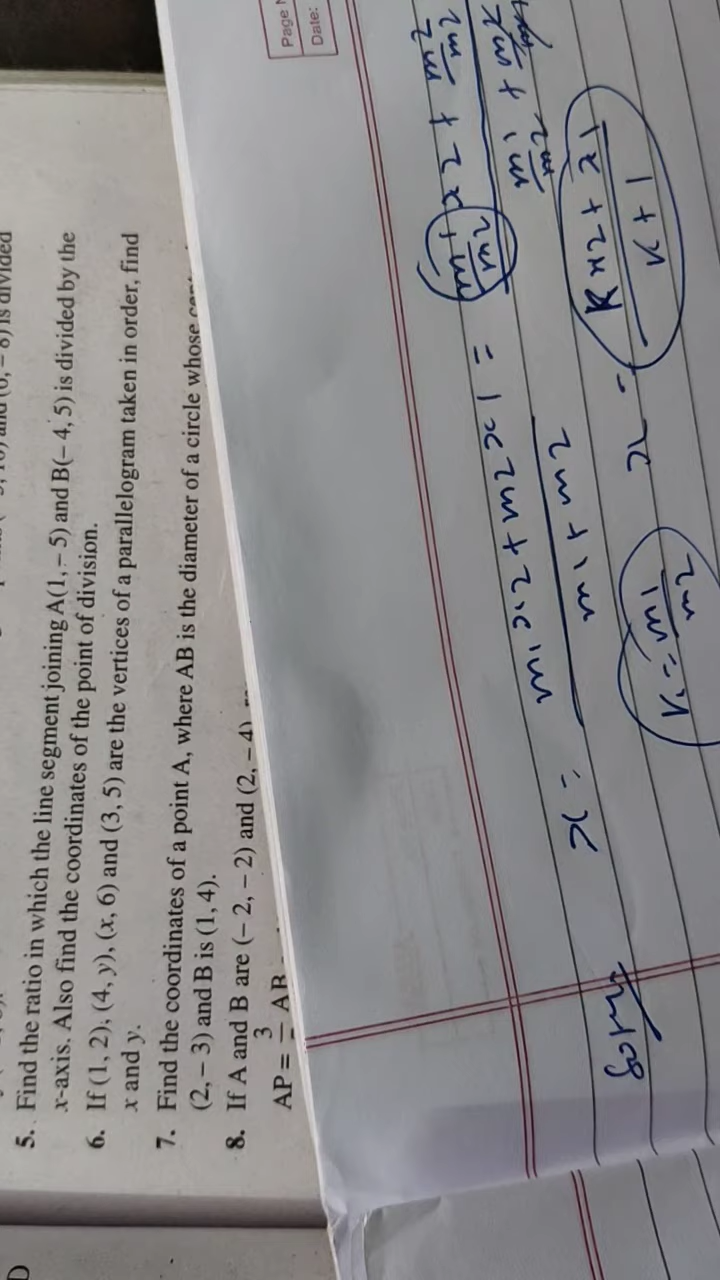 5. Find the ratio in which the line segment joining A(1, – 5) and B(– 4, 5) is divided by the
x-axis. Also find the coordinates of the point of division.
6. If (1, 2), (4, y), (x, 6) and (3, 5) are the vertices of a parallelogram taken in order, find
x and y.
7. Find the coordinates of a point A, where AB is the diameter of a circle whose
(2, – 3) and B is (1, 4).
8. If A and B are (– 2, – 2) and (2, – 4)
AP = 3 AB
Page
Date:
x = m1x2 + m2x1 / m1 + m2 = m1/m2 x2 + m2/m2 / m1/m2 +
k = m1/m2 x = kx2 + x1 / k + 1
D